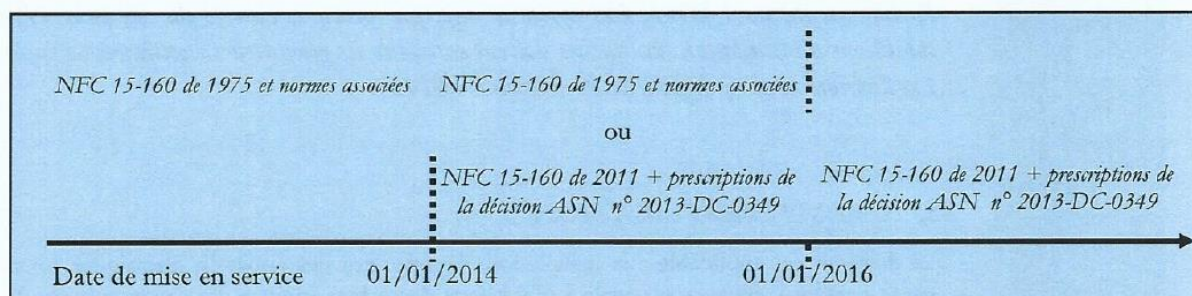 NFC 15-160 de 1975 et normes associées NFC 15-160 de 1975 et normes associées
ou
NFC 15-160 de 2011 + prescriptions de la décision ASN n° 2013-DC-0349
NFC 15-160 de 2011 + prescriptions de la décision ASN n° 2013-DC-0349
Date de mise en service 01/01/2014 01/01/2016